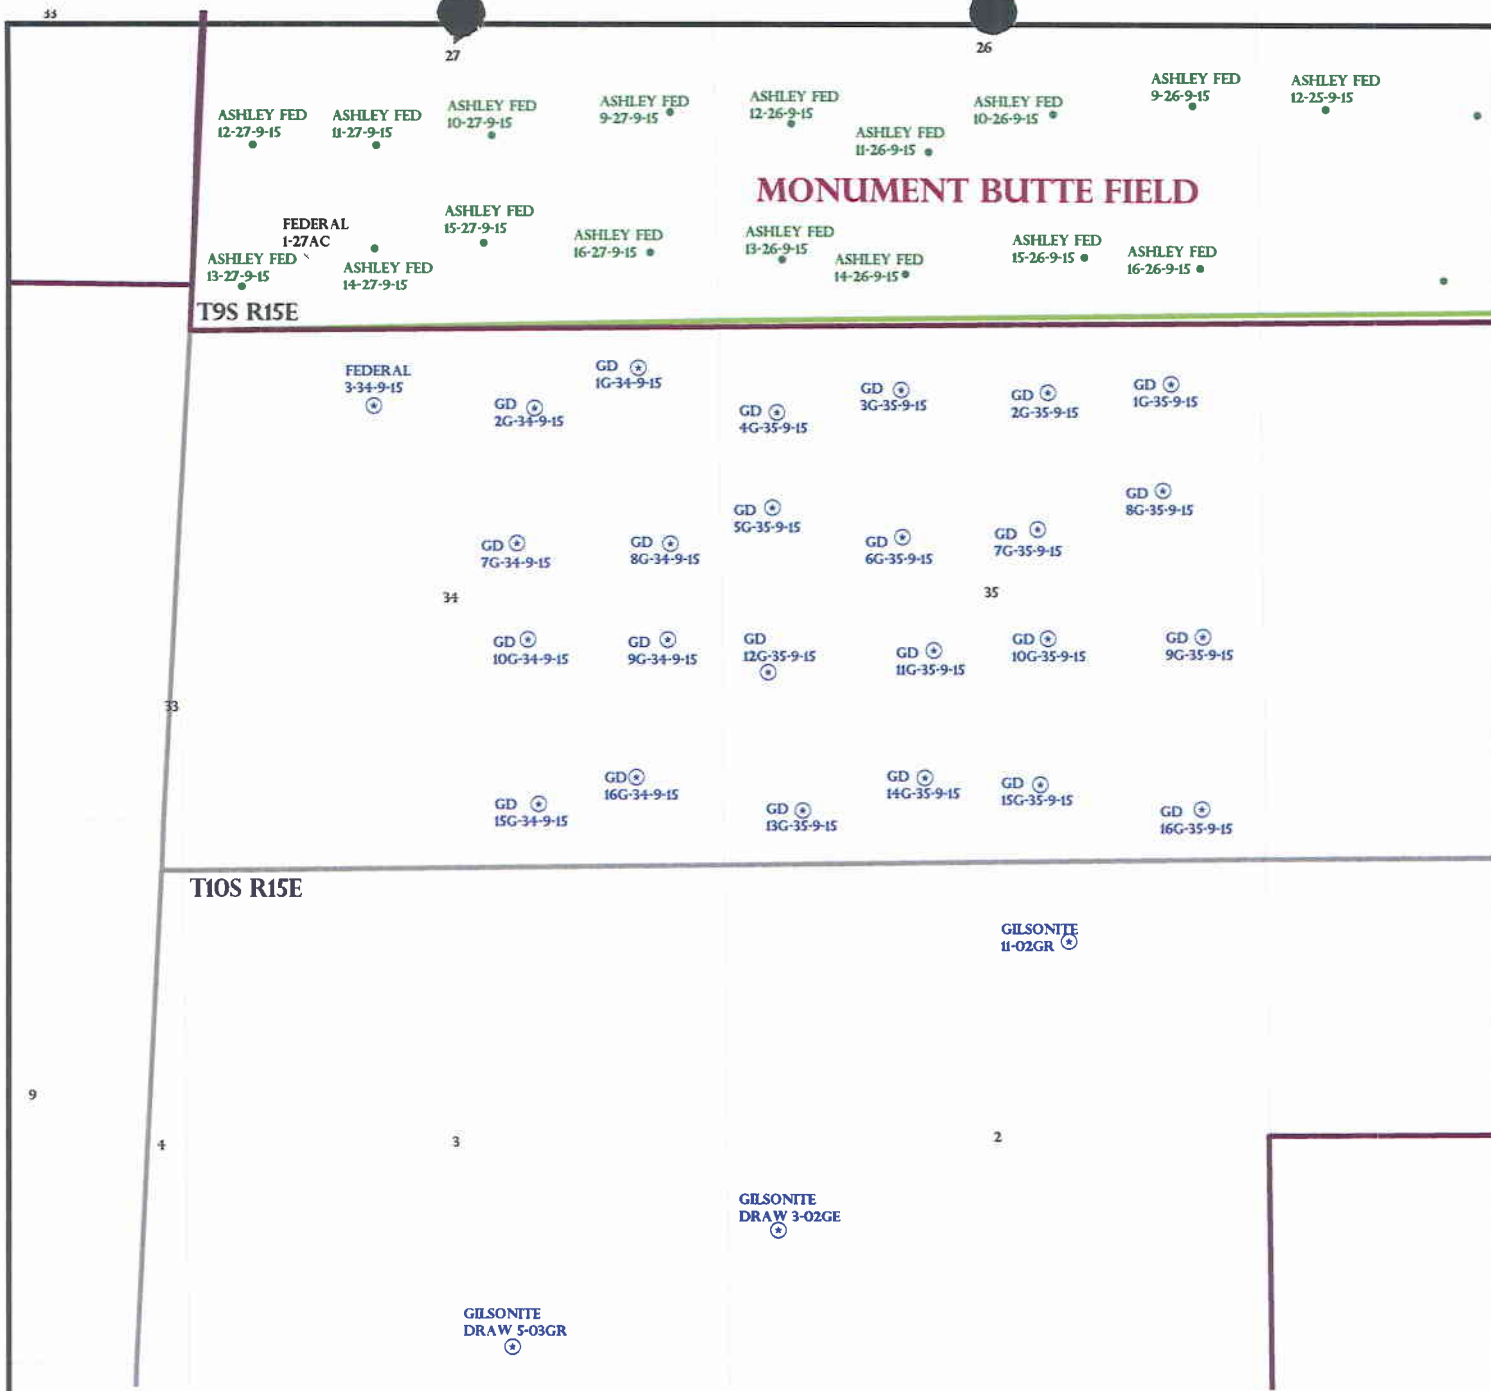 33
27
26
ASHLEY FED
12-27-9-15
ASHLEY FED
11-27-9-15
ASHLEY FED
10-27-9-15
ASHLEY FED
9-27-9-15
ASHLEY FED
12-26-9-15
ASHLEY FED
11-26-9-15
ASHLEY FED
10-26-9-15
ASHLEY FED
9-26-9-15
ASHLEY FED
12-25-9-15
MONUMENT BUTTE FIELD
FEDERAL
1-27AC
ASHLEY FED
13-27-9-15
ASHLEY FED
14-27-9-15
ASHLEY FED
15-27-9-15
ASHLEY FED
16-27-9-15
ASHLEY FED
13-26-9-15
ASHLEY FED
14-26-9-15
ASHLEY FED
15-26-9-15
ASHLEY FED
16-26-9-15
T9S R15E
FEDERAL
3-34-9-15
GD
2G-34-9-15
GD
1G-34-9-15
GD
4G-35-9-15
GD
3G-35-9-15
GD
2G-35-9-15
GD
1G-35-9-15
GD
7G-34-9-15
GD
8G-34-9-15
GD
5G-35-9-15
GD
6G-35-9-15
GD
7G-35-9-15
GD
8G-35-9-15
34
35
GD
10G-34-9-15
GD
9G-34-9-15
GD
12G-35-9-15
GD
11G-35-9-15
GD
10G-35-9-15
GD
9G-35-9-15
33
GD
15G-34-9-15
GD
16G-34-9-15
GD
13G-35-9-15
GD
14G-35-9-15
GD
15G-35-9-15
GD
16G-35-9-15
T10S R15E
GILSONITE
11-02GR
9
4
3
2
GILSONITE
DRAW 3-02GE
GILSONITE
DRAW 5-03GR